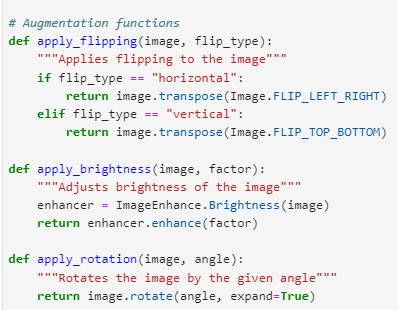 # Augmentation functions
def apply_flipping(image, flip_type):
    """Applies flipping to the image"""
    if flip_type == "horizontal":
        return image.transpose(Image.FLIP_LEFT_RIGHT)
    elif flip_type == "vertical":
        return image.transpose(Image.FLIP_TOP_BOTTOM)

def apply_brightness(image, factor):
    """Adjusts brightness of the image"""
    enhancer = ImageEnhance.Brightness(image)
    return enhancer.enhance(factor)

def apply_rotation(image, angle):
    """Rotates the image by the given angle"""
    return image.rotate(angle, expand=True)